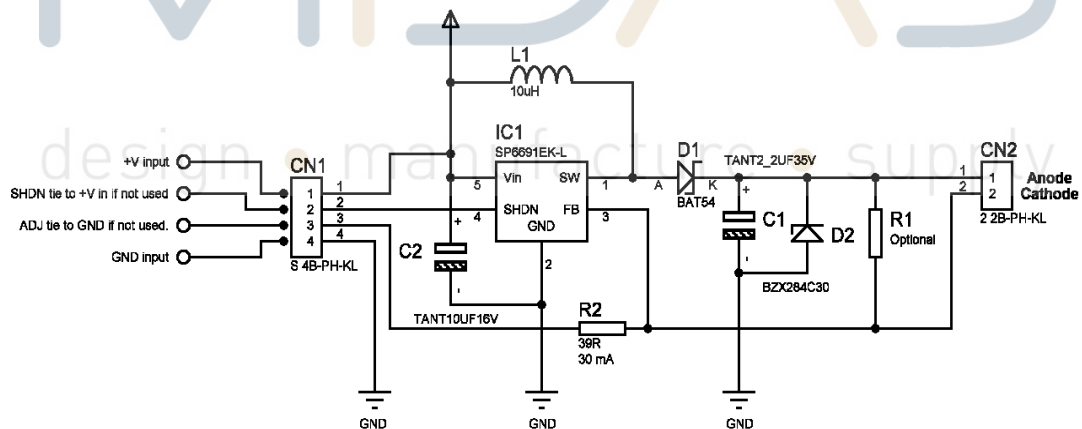 MIDAS
design • manufacture • supply
L1
10uH
IC1
SP6691EK-L
Vin
SW
SHDN
FB
GND
5
4
1
3
2
+V input
SHDN tie to +V in if not used
ADJ tie to GND if not used.
GND input
CN1
1
2
3
4
1
2
3
4
S 4B-PH-KL
C2
+
-
TANT10UF16V
D1
A
K
BAT54
TANT2_2UF35V
+
C1
-
D2
BZX284C30
R1
Optional
CN2
1
2
1
2
Anode
Cathode
2 2B-PH-KL
R2
39R
30 mA
GND
GND
GND